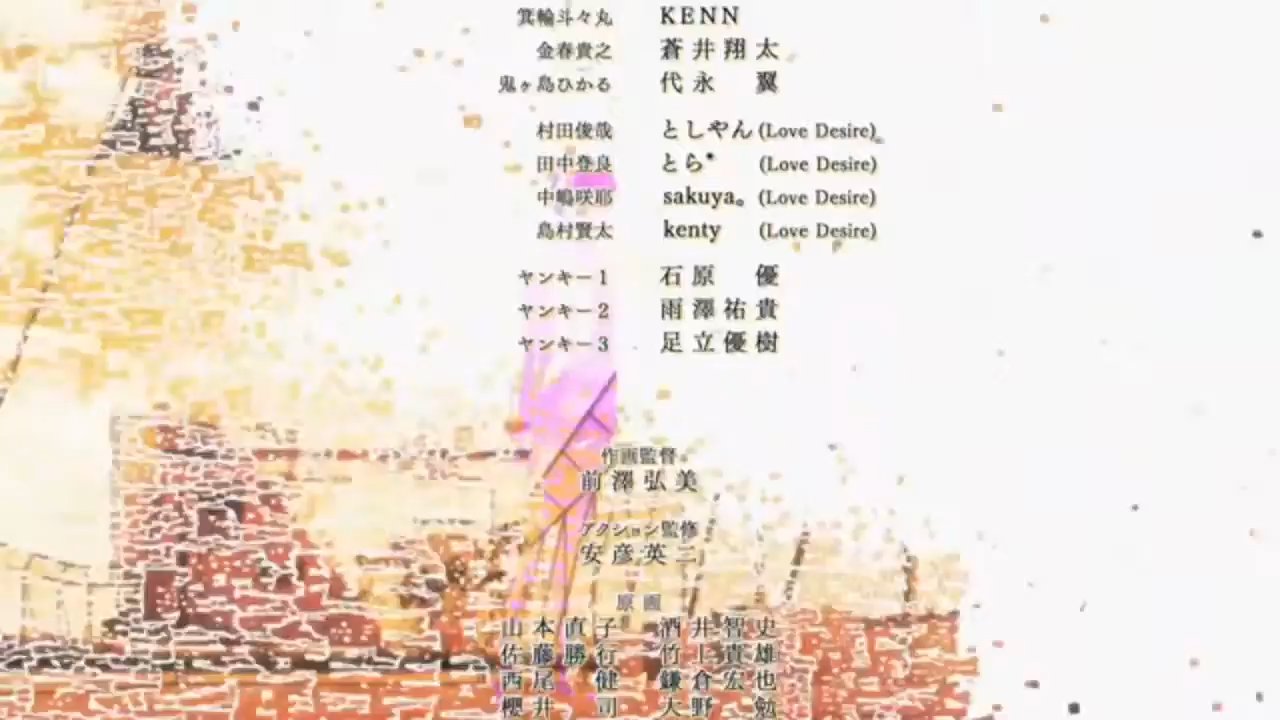 箕輪斗々丸 KENN
金春貴之 蒼井翔太
鬼ヶ島ひかる 代永 翼
村田俊哉 としやん(Love Desire)
田中登良 とら* (Love Desire)
中嶋咲耶 sakuya。(Love Desire)
島村賢太 kenty (Love Desire)
ヤンキー1 石原 優
ヤンキー2 雨澤祐貴
ヤンキー3 足立優樹
作画監督
前澤弘美
アクション監修
安彦英二
原画
山本直子 酒井智史
佐藤勝行 竹上貴雄
西尾 健 鎌倉宏也
櫻井 司 大野 勉